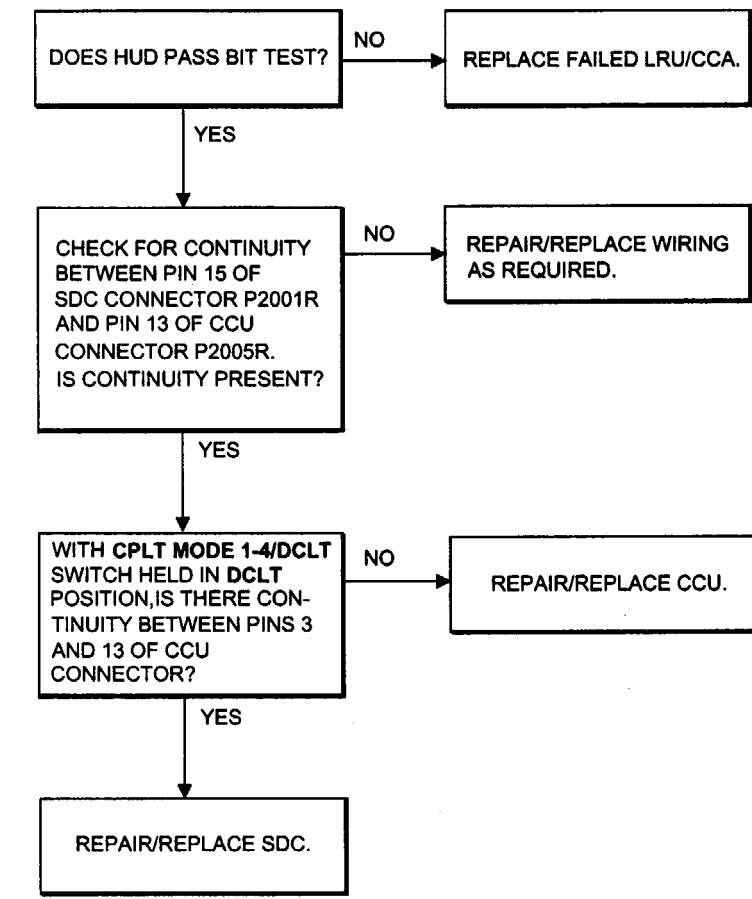 DOES HUD PASS BIT TEST?
NO
REPLACE FAILED LRU/CCA.
YES
CHECK FOR CONTINUITY
BETWEEN PIN 15 OF
SDC CONNECTOR P2001R
AND PIN 13 OF CCU
CONNECTOR P2005R.
IS CONTINUITY PRESENT?
NO
REPAIR/REPLACE WIRING
AS REQUIRED.
YES
WITH CPLT MODE 1-4/DCLT
SWITCH HELD IN DCLT
POSITION,IS THERE CON-
TINUITY BETWEEN PINS 3
AND 13 OF CCU
CONNECTOR?
NO
REPAIR/REPLACE CCU.
YES
REPAIR/REPLACE SDC.